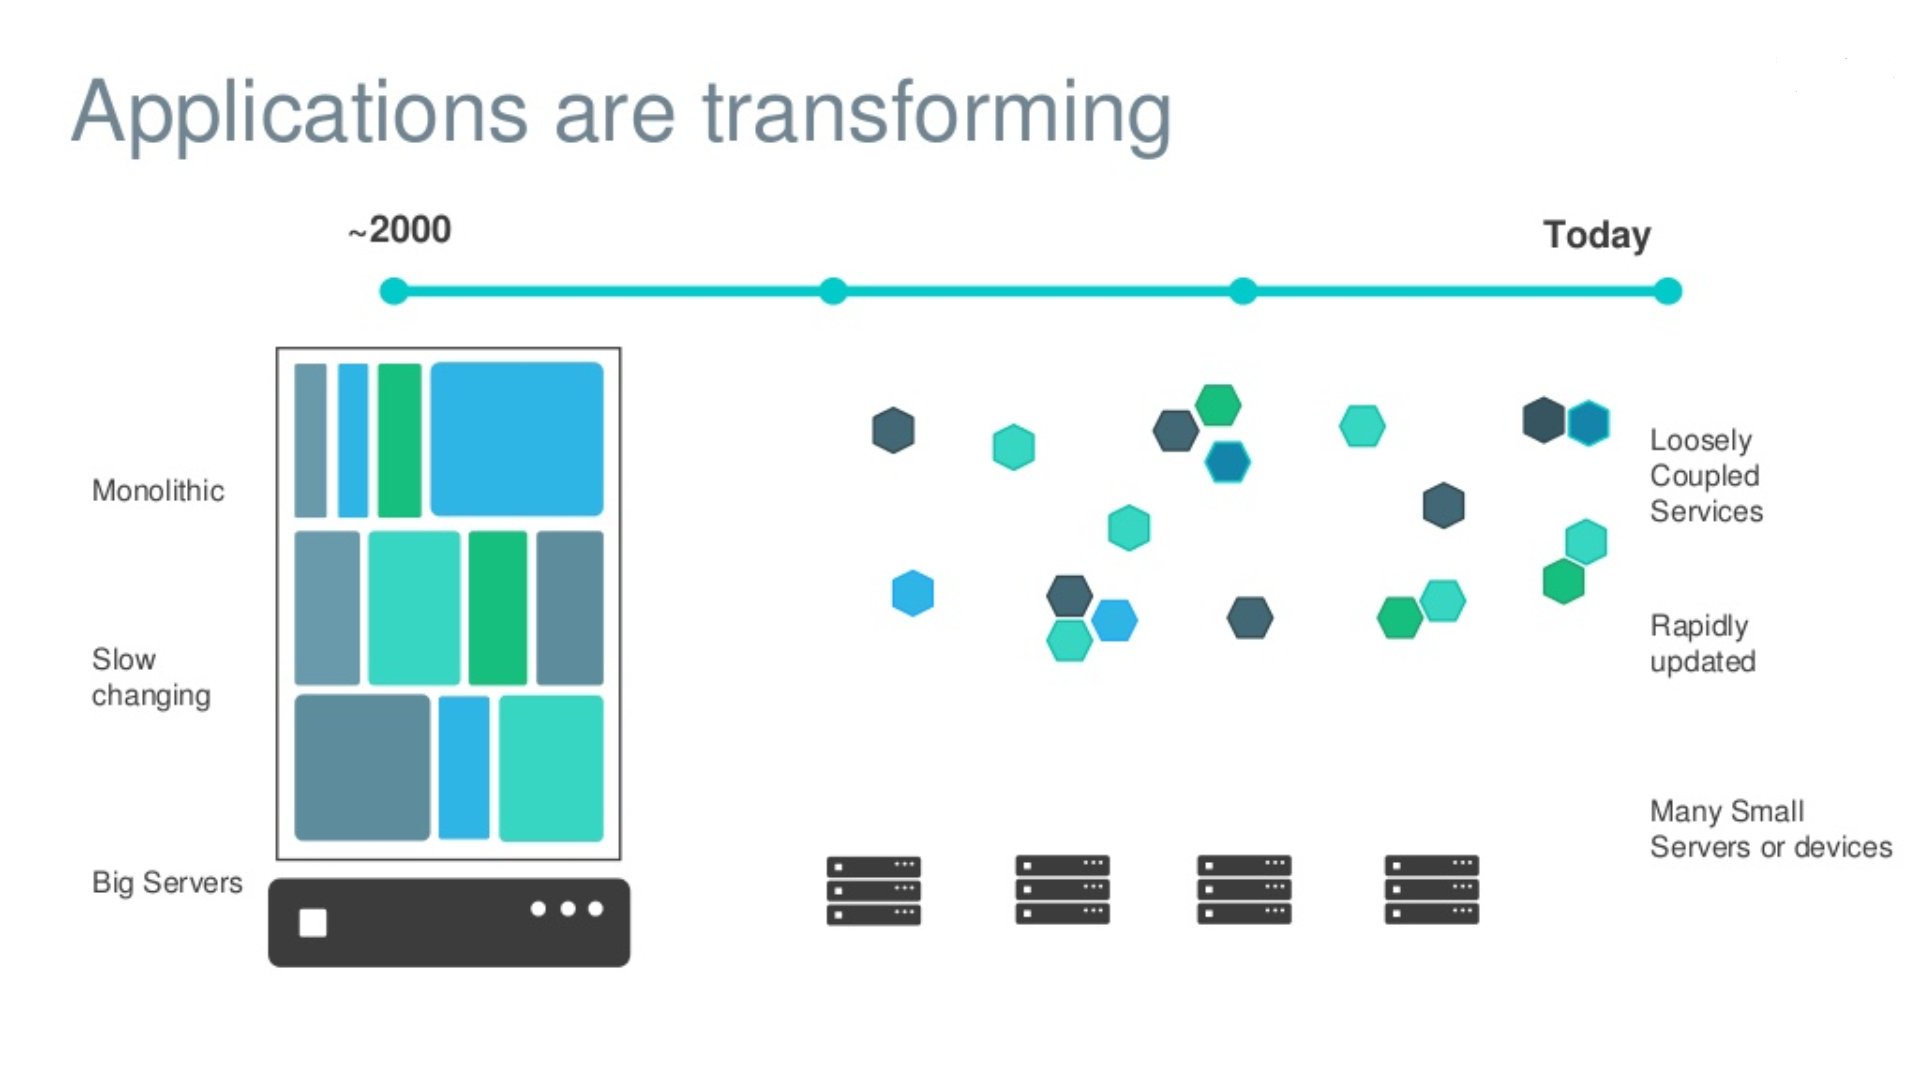 Applications are transforming
~2000
Today
Monolithic
Slow
changing
Big Servers
Loosely
Coupled
Services
Rapidly
updated
Many Small
Servers or devices